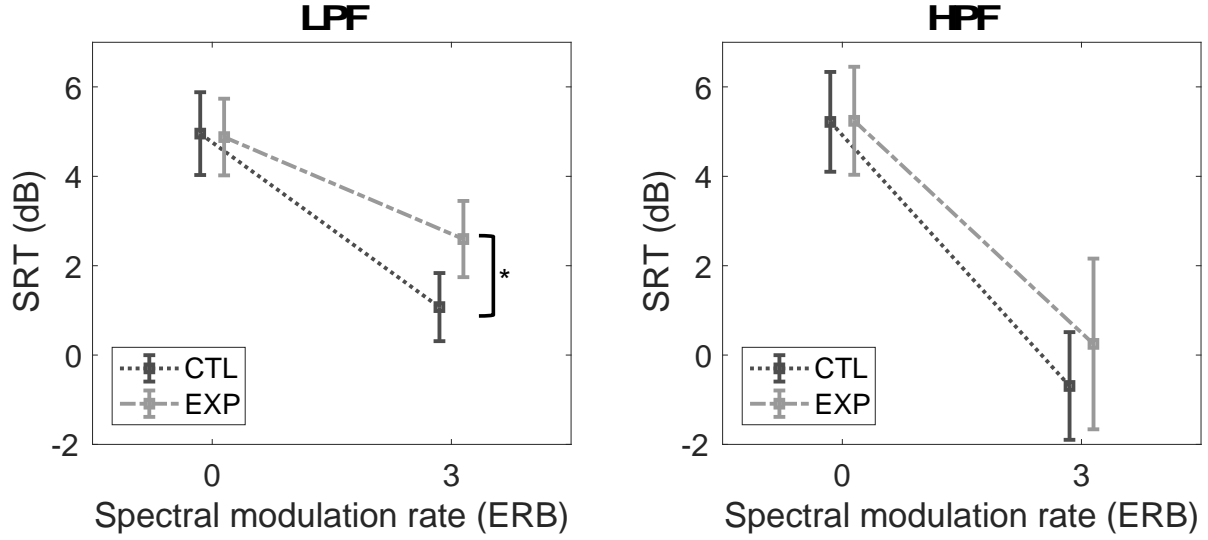 LPF
6
4
2
0
-2
SRT (dB)
*
CTL
EXP
0 3
Spectral modulation rate (ERB)
HPF
6
4
2
0
-2
SRT (dB)
CTL
EXP
0 3
Spectral modulation rate (ERB)